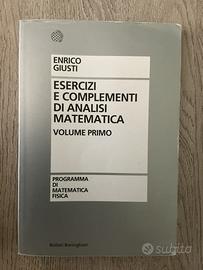 ENRICO
GIUSTI
ESERCIZI
E COMPLEMENTI
DI ANALISI
MATEMATICA
VOLUME PRIMO
PROGRAMMA
DI
MATEMATICA
FISICA
Bollati Boringhieri
subito